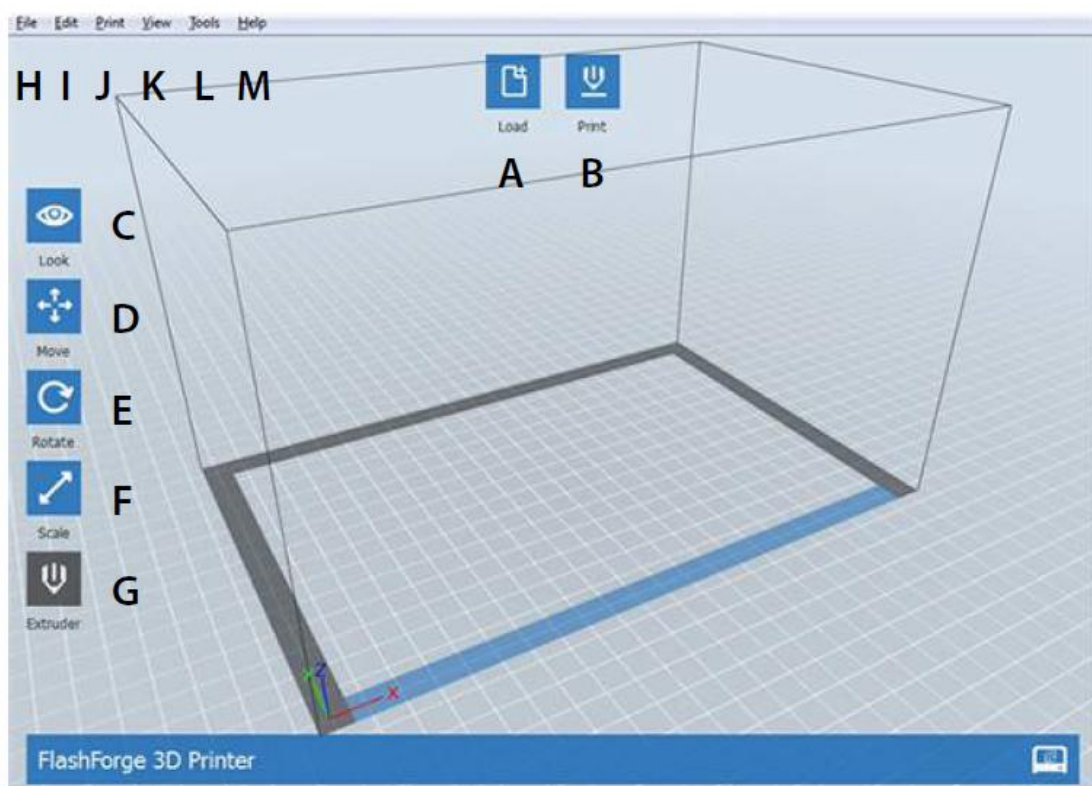 File Edit Print View Tools Help
H I J K L M
Load Print
A B
C
Look
D
Move
E
Rotate
F
Scale
G
Extruder
Y Z X
FlashForge 3D Printer